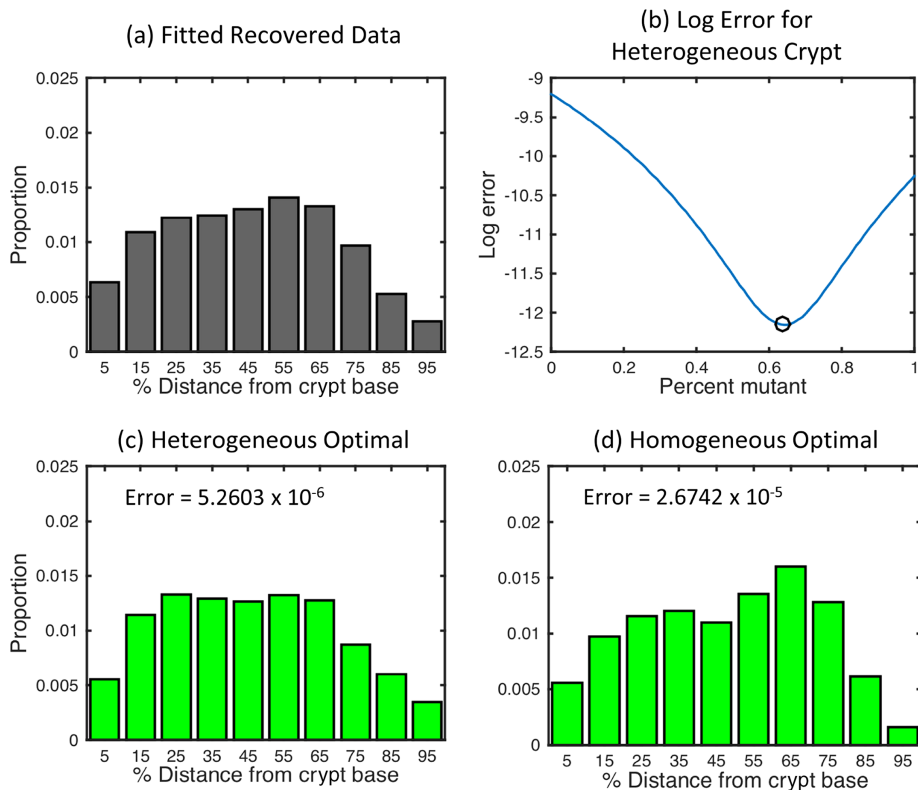 (a) Fitted Recovered Data
0.025
0.02
0.015
0.01
0.005
0
Proportion
5 15 25 35 45 55 65 75 85 95
% Distance from crypt base
(b) Log Error for
Heterogeneous Crypt
-9
-9.5
-10
-10.5
-11
-11.5
-12
-12.5
Log error
0 0.2 0.4 0.6 0.8 1
Percent mutant
(c) Heterogeneous Optimal
Error = 5.2603 x 10⁻⁶
0.025
0.02
0.015
0.01
0.005
0
Proportion
5 15 25 35 45 55 65 75 85 95
% Distance from crypt base
(d) Homogeneous Optimal
Error = 2.6742 x 10⁻⁵
0.025
0.02
0.015
0.01
0.005
0
5 15 25 35 45 55 65 75 85 95
% Distance from crypt base